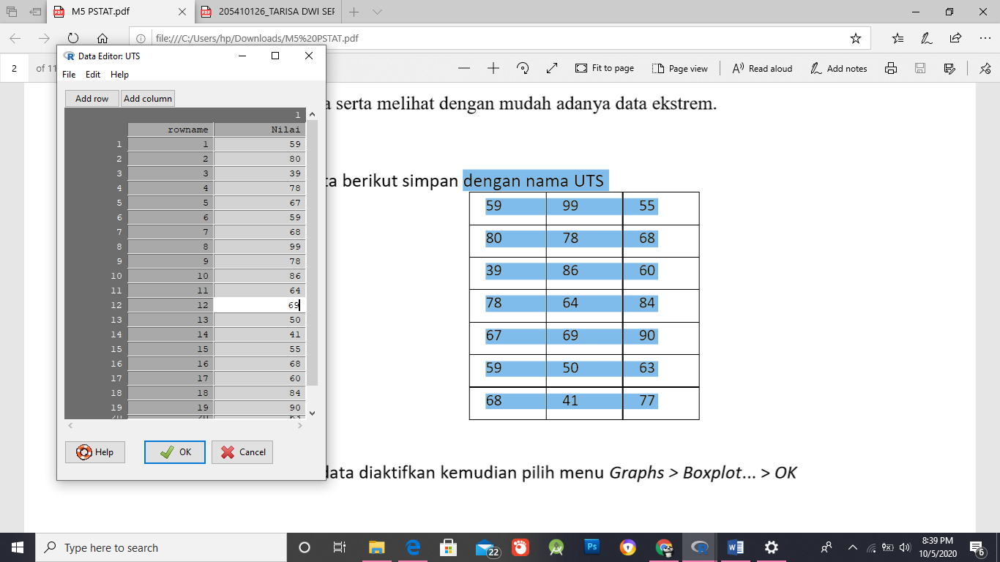 M5 PSTAT.pdf
205410126_TARISA DWI SEF
file:///C:/Users/hp/Downloads/M5%20PSTAT.pdf
2 of 11
Fit to page
Page view
Read aloud
Add notes
Data Editor: UTS
File Edit Help
Add row Add column
1
rowname Nilai
1 1 59
2 2 80
3 3 39
4 4 78
5 5 67
6 6 59
7 7 68
8 8 99
9 9 78
10 10 86
11 11 64
12 12 69
13 13 50
14 14 41
15 15 55
16 16 68
17 17 60
18 18 84
19 19 90
20 20 63
Help OK Cancel
a serta melihat dengan mudah adanya data ekstrem.
ta berikut simpan dengan nama UTS
59 99 55
80 78 68
39 86 60
78 64 84
67 69 90
59 50 63
68 41 77
data diaktifkan kemudian pilih menu Graphs > Boxplot... > OK
Type here to search
22
8:39 PM
10/5/2020
6